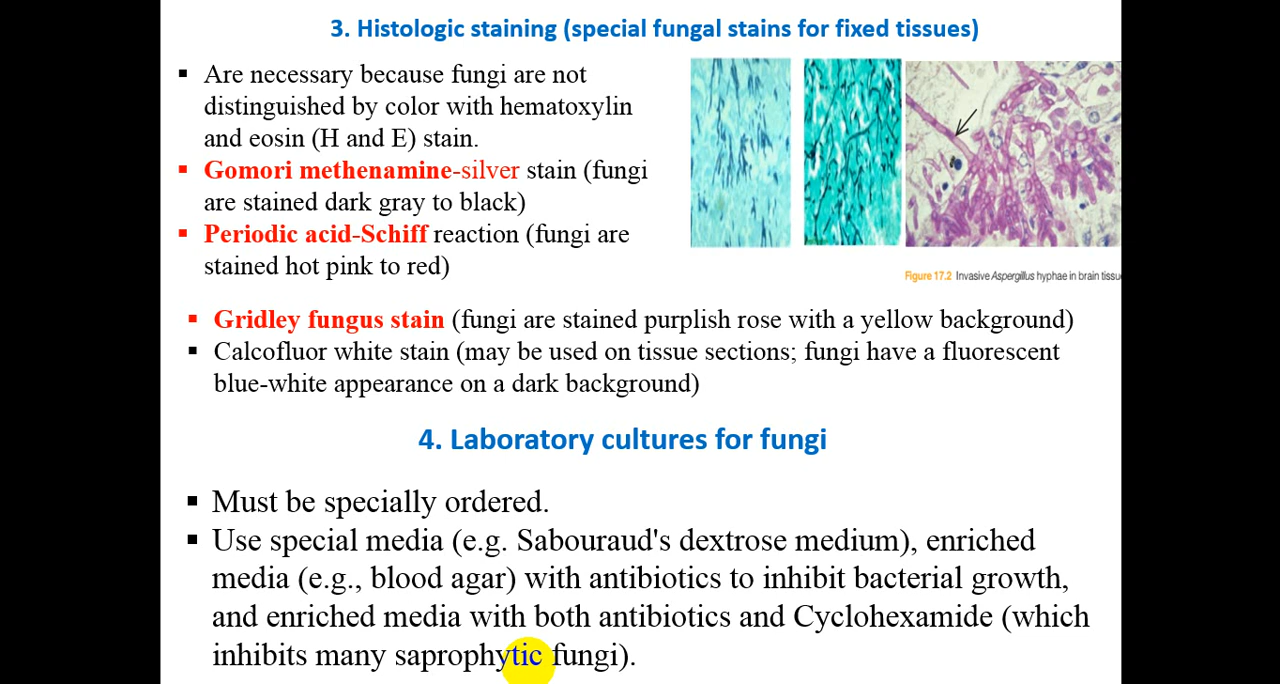 3. Histologic staining (special fungal stains for fixed tissues)
▪ Are necessary because fungi are not
distinguished by color with hematoxylin
and eosin (H and E) stain.
▪ Gomori methenamine-silver stain (fungi
are stained dark gray to black)
▪ Periodic acid-Schiff reaction (fungi are
stained hot pink to red)
Figure 17.2 Invasive Aspergillus hyphae in brain tissu
▪ Gridley fungus stain (fungi are stained purplish rose with a yellow background)
▪ Calcofluor white stain (may be used on tissue sections; fungi have a fluorescent
blue-white appearance on a dark background)
4. Laboratory cultures for fungi
▪ Must be specially ordered.
▪ Use special media (e.g. Sabouraud's dextrose medium), enriched
media (e.g., blood agar) with antibiotics to inhibit bacterial growth,
and enriched media with both antibiotics and Cyclohexamide (which
inhibits many saprophytic fungi).